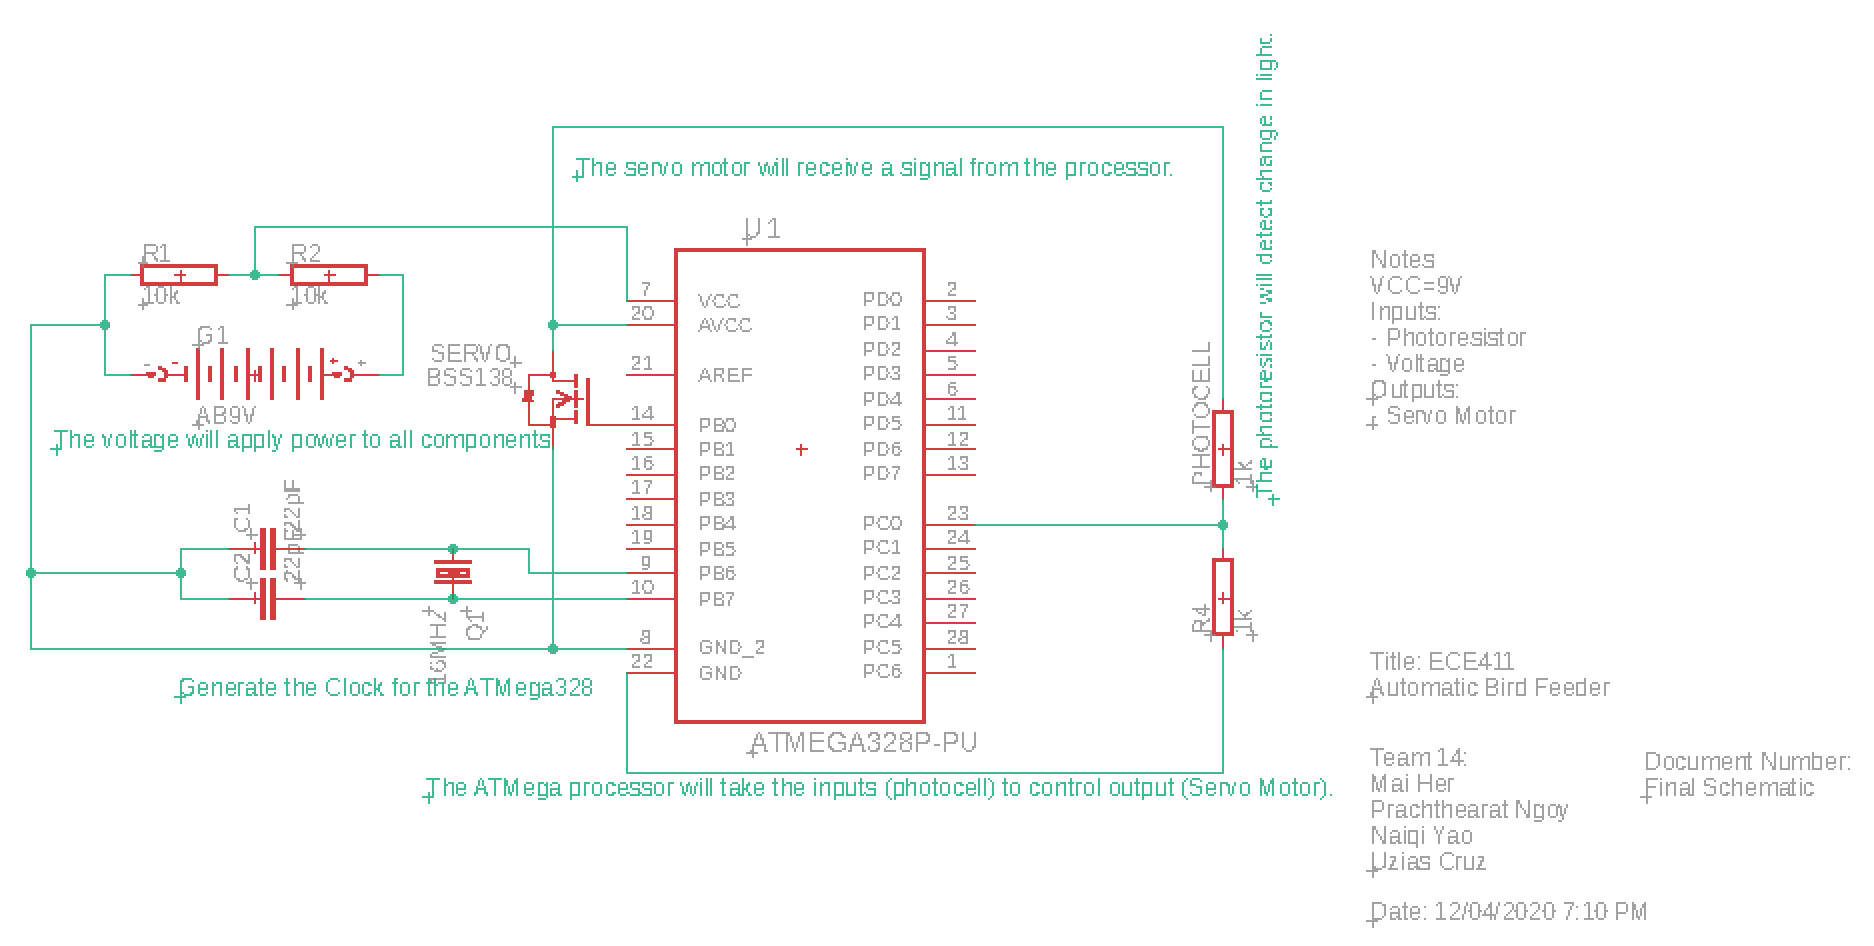 The photoresistor will detect change in light.
The servo motor will receive a signal from the processor.
U1
R1
10k
R2
10k
G1
- - + +
AB9V
The voltage will apply power to all components
SERVO
BSS138
C1
22pF
C2
22pF
16MHZ
Q1
Generate the Clock for the ATMega328
7 VCC
20 AVCC
21 AREF
14 PB0
15 PB1
16 PB2
17 PB3
18 PB4
19 PB5
9 PB6
10 PB7
8 GND_2
22 GND
PD0 2
PD1 3
PD2 4
PD3 5
PD4 6
PD5 11
PD6 12
PD7 13
PC0 23
PC1 24
PC2 25
PC3 26
PC4 27
PC5 28
PC6 1
ATMEGA328P-PU
PHOTOCELL
1k
R4
1k
The ATMega processor will take the inputs (photocell) to control output (Servo Motor).
Notes
VCC=9V
Inputs:
- Photoresistor
- Voltage
Outputs:
- Servo Motor
Title: ECE411
Automatic Bird Feeder
Team 14:
Mai Her
Prachthearat Ngoy
Naiqi Yao
Uzias Cruz
Document Number:
Final Schematic
Date: 12/04/2020 7:10 PM